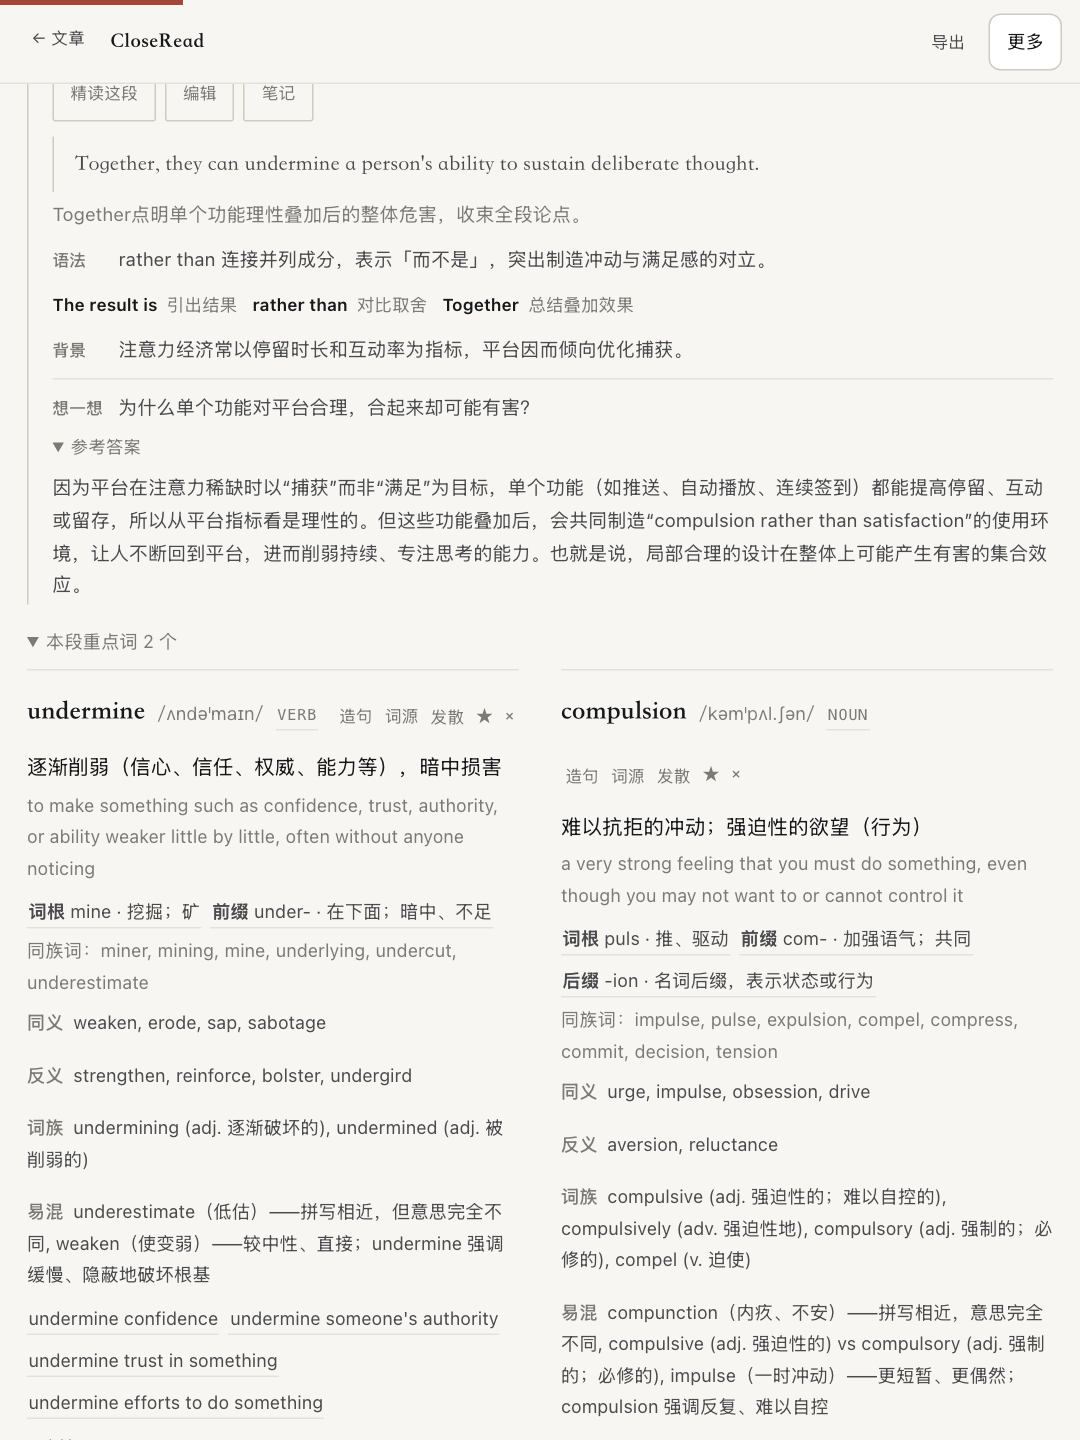 ← 文章 CloseRead 导出 更多
精读这段 编辑 笔记
Together, they can undermine a person's ability to sustain deliberate thought.
Together点明单个功能理性叠加后的整体危害，收束全段论点。
语法 rather than 连接并列成分，表示「而不是」，突出制造冲动与满足感的对立。
The result is 引出结果 rather than 对比取舍 Together 总结叠加效果
背景 注意力经济常以停留时长和互动率为指标，平台因而倾向优化捕获。
想一想 为什么单个功能对平台合理，合起来却可能有害?
▼ 参考答案
因为平台在注意力稀缺时以“捕获”而非“满足”为目标，单个功能（如推送、自动播放、连续签到）都能提高停留、互动
或留存，所以从平台指标看是理性的。但这些功能叠加后，会共同制造“compulsion rather than satisfaction”的使用环
境，让人不断回到平台，进而削弱持续、专注思考的能力。也就是说，局部合理的设计在整体上可能产生有害的集合效
应。
▼ 本段重点词 2 个
undermine /ʌndəˈmaɪn/ VERB 造句 词源 发散 ★ ×
逐渐削弱（信心、信任、权威、能力等），暗中损害
to make something such as confidence, trust, authority,
or ability weaker little by little, often without anyone
noticing
词根 mine · 挖掘；矿 前缀 under- · 在下面；暗中、不足
同族词：miner, mining, mine, underlying, undercut,
underestimate
同义 weaken, erode, sap, sabotage
反义 strengthen, reinforce, bolster, undergird
词族 undermining (adj. 逐渐破坏的), undermined (adj. 被
削弱的)
易混 underestimate（低估）——拼写相近，但意思完全不
同, weaken（使变弱）——较中性、直接；undermine 强调
缓慢、隐蔽地破坏根基
undermine confidence undermine someone's authority
undermine trust in something
undermine efforts to do something
compulsion /kəmˈpʌl.ʃən/ NOUN
造句 词源 发散 ★ ×
难以抗拒的冲动；强迫性的欲望（行为）
a very strong feeling that you must do something, even
though you may not want to or cannot control it
词根 puls · 推、驱动 前缀 com- · 加强语气；共同
后缀 -ion · 名词后缀，表示状态或行为
同族词：impulse, pulse, expulsion, compel, compress,
commit, decision, tension
同义 urge, impulse, obsession, drive
反义 aversion, reluctance
词族 compulsive (adj. 强迫性的；难以自控的),
compulsively (adv. 强迫性地), compulsory (adj. 强制的；必
修的), compel (v. 迫使)
易混 compunction（内疚、不安）——拼写相近，意思完全
不同, compulsive (adj. 强迫性的) vs compulsory (adj. 强制
的；必修的), impulse（一时冲动）——更短暂、更偶然；
compulsion 强调反复、难以自控